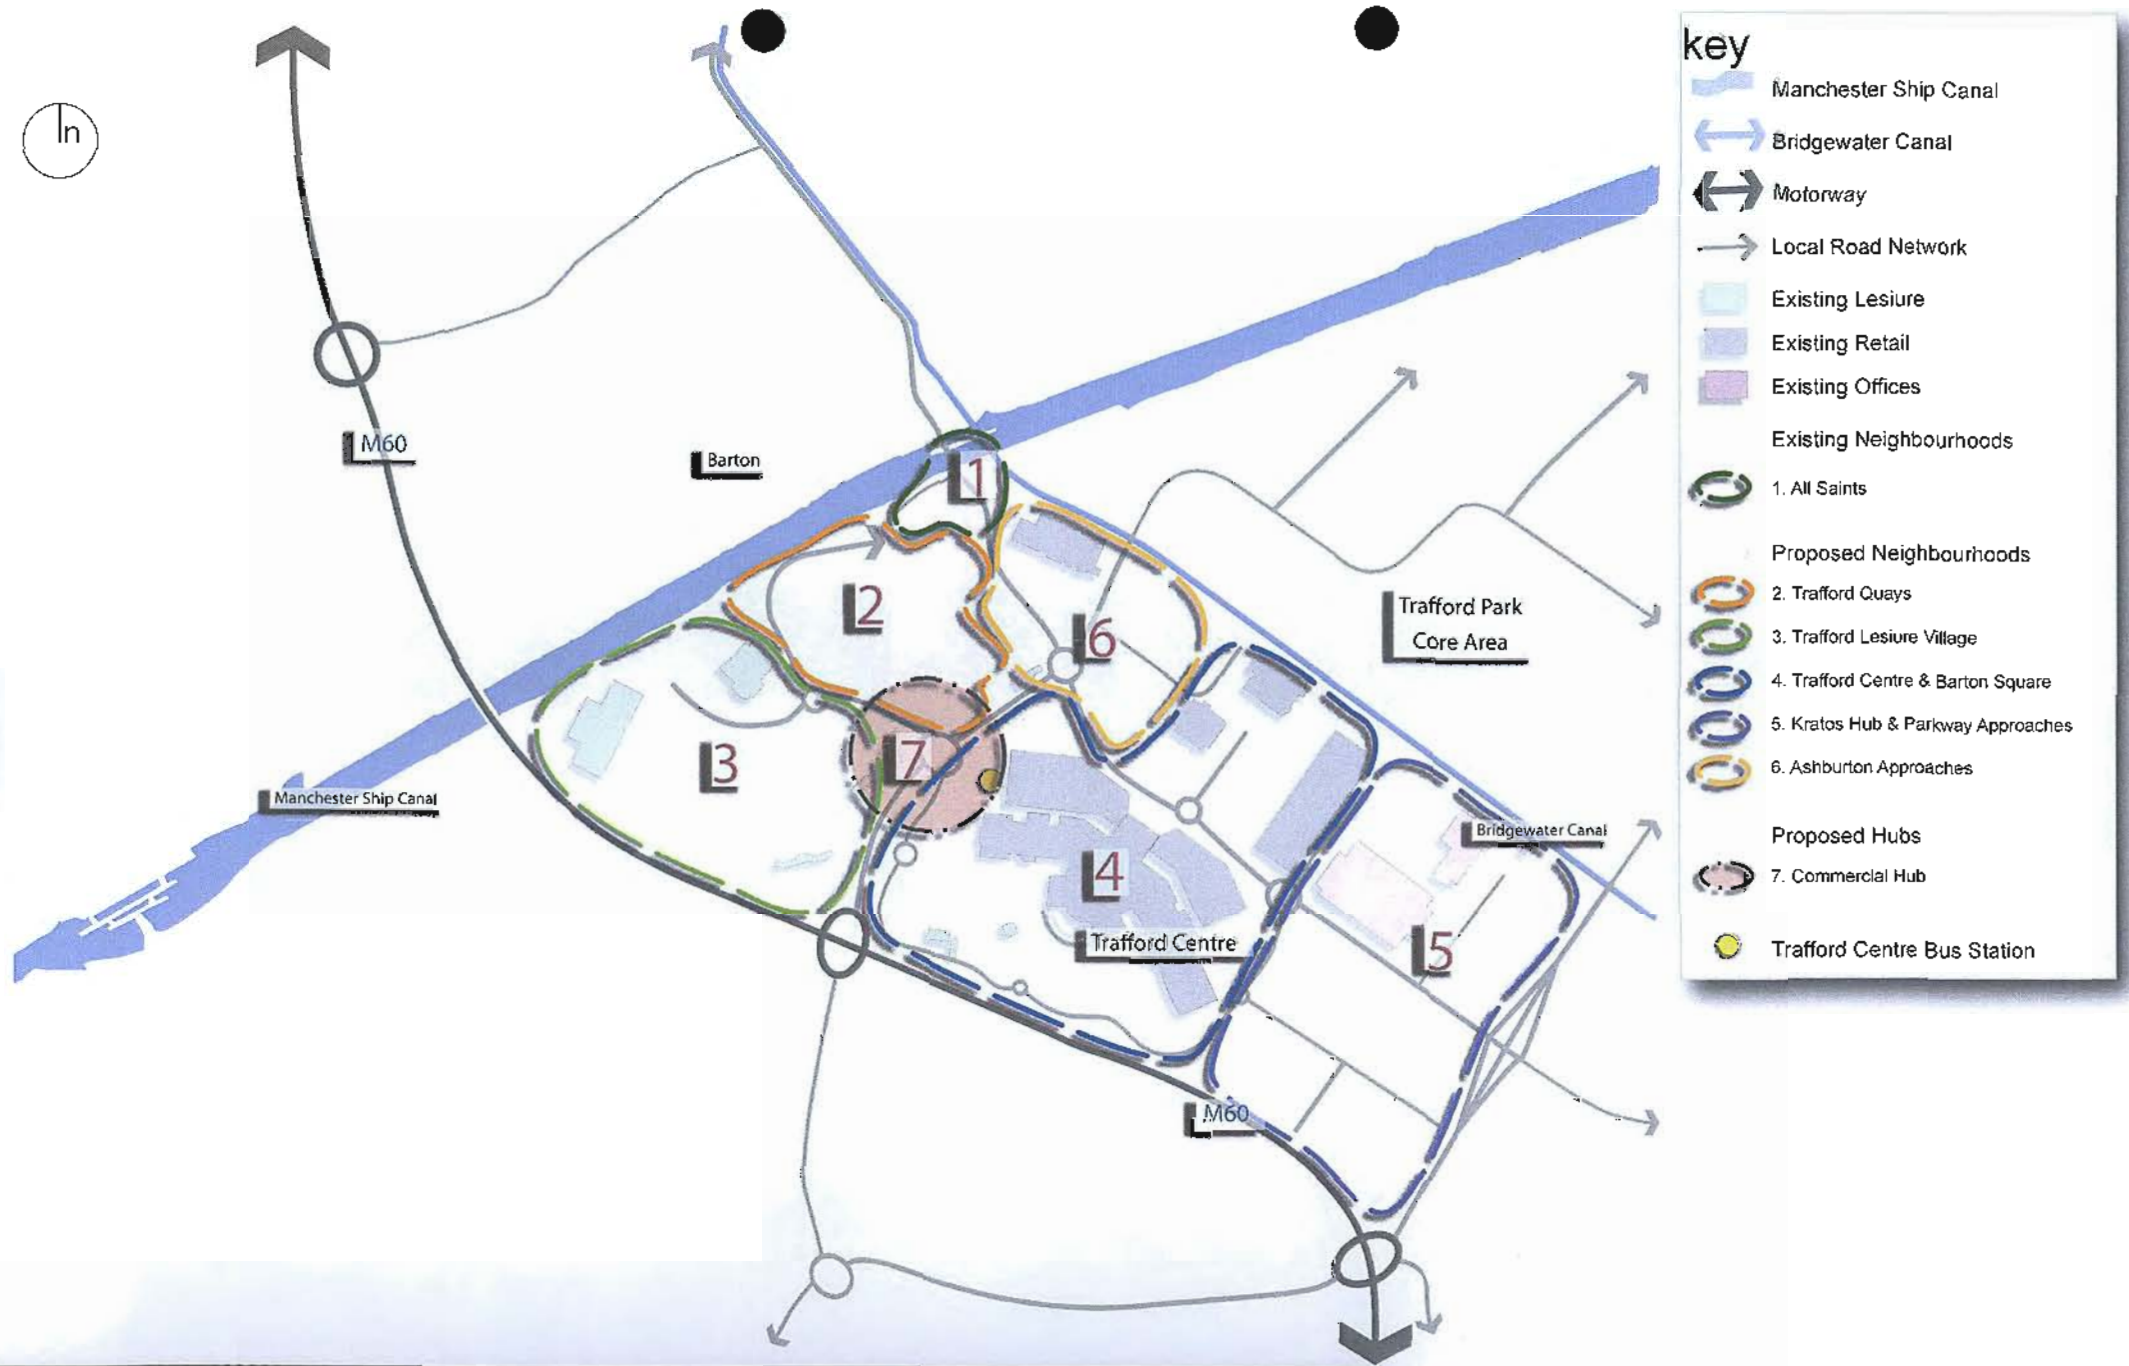 n
M60
Barton
1
2
6
Trafford Park
Core Area
3
7
Manchester Ship Canal
4
Bridgewater Canal
Trafford Centre
5
M60
key
Manchester Ship Canal
Bridgewater Canal
Motorway
Local Road Network
Existing Lesiure
Existing Retail
Existing Offices
Existing Neighbourhoods
1. All Saints
Proposed Neighbourhoods
2. Trafford Quays
3. Trafford Lesiure Village
4. Trafford Centre & Barton Square
5. Kratos Hub & Parkway Approaches
6. Ashburton Approaches
Proposed Hubs
7. Commercial Hub
Trafford Centre Bus Station